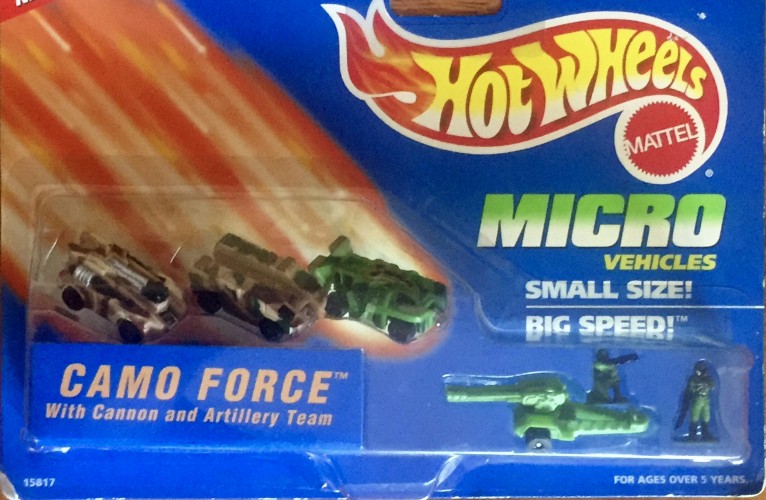 Hot Wheels
MATTEL
®
MICRO
VEHICLES
SMALL SIZE!
BIG SPEED!™
CAMO FORCE™
With Cannon and Artillery Team
15817
FOR AGES OVER 5 YEARS.